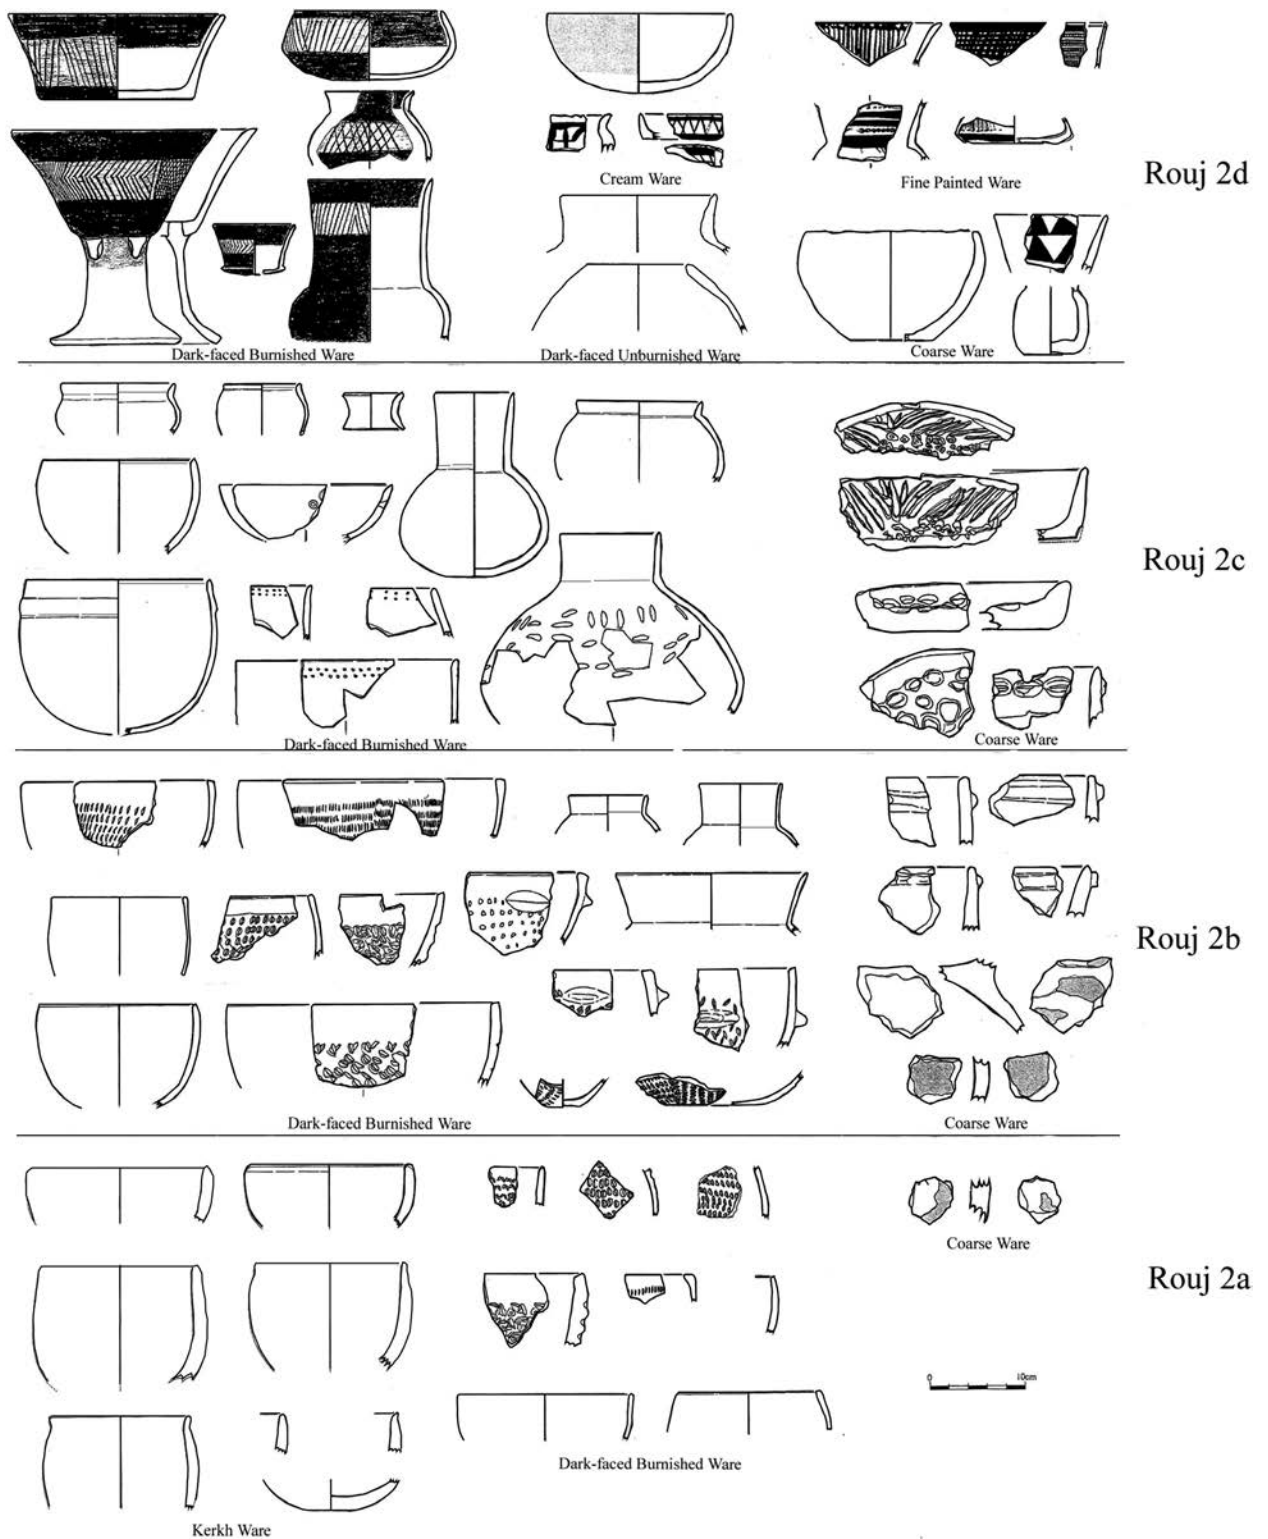 Cream Ware
Fine Painted Ware
Rouj 2d
Dark-faced Burnished Ware
Dark-faced Unburnished Ware
Coarse Ware
Rouj 2c
Dark-faced Burnished Ware
Coarse Ware
Rouj 2b
Dark-faced Burnished Ware
Coarse Ware
Coarse Ware
Rouj 2a
0 10cm
Dark-faced Burnished Ware
Kerkh Ware